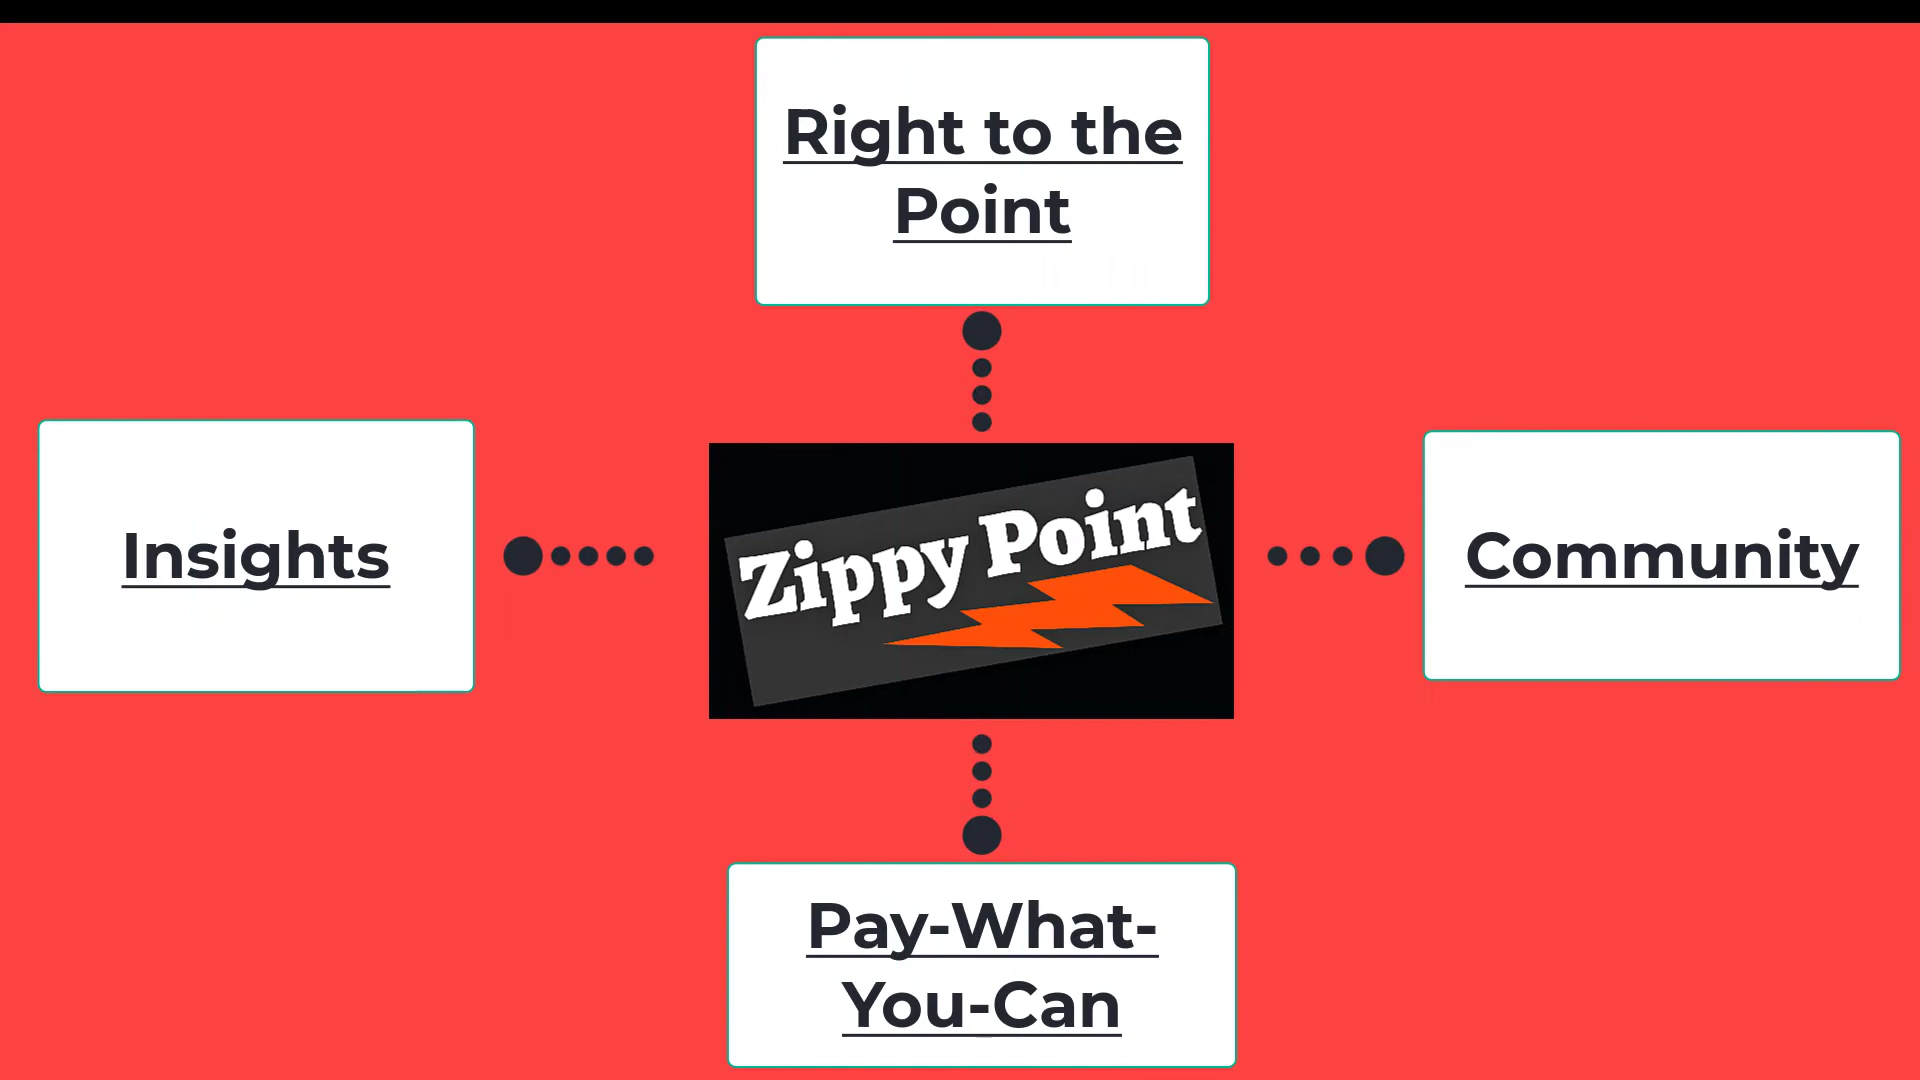 Right to the
Point
Insights
Zippy Point
Community
Pay-What-
You-Can